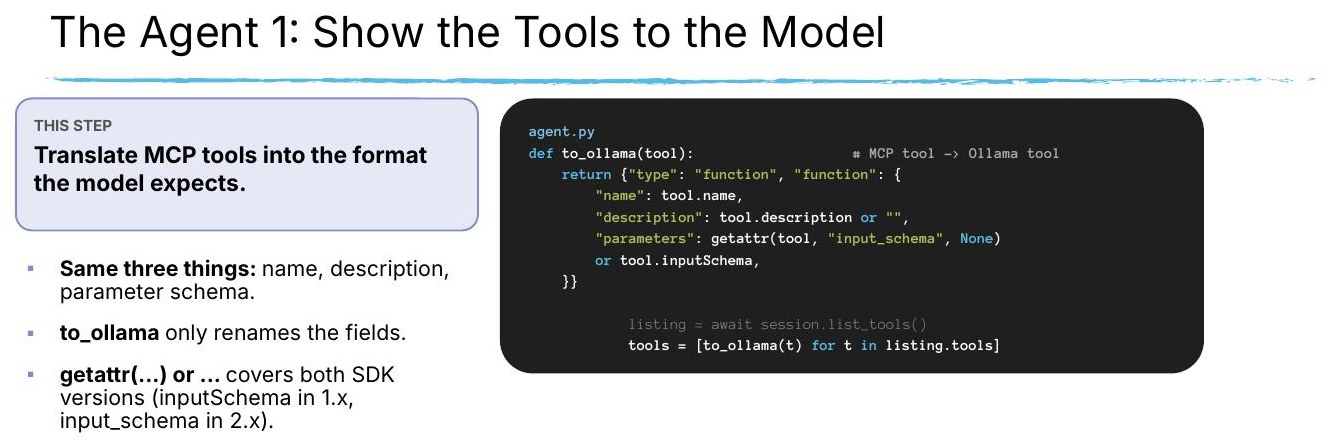 The Agent 1: Show the Tools to the Model
THIS STEP
Translate MCP tools into the format
the model expects.
Same three things: name, description,
parameter schema.
to_ollama only renames the fields.
getattr(...) or ... covers both SDK
versions (inputSchema in 1.x,
input_schema in 2.x).
agent.py
def to_ollama(tool):                   # MCP tool -> Ollama tool
    return {"type": "function", "function": {
        "name": tool.name,
        "description": tool.description or "",
        "parameters": getattr(tool, "input_schema", None)
        or tool.inputSchema,
    }}
            listing = await session.list_tools()
            tools = [to_ollama(t) for t in listing.tools]